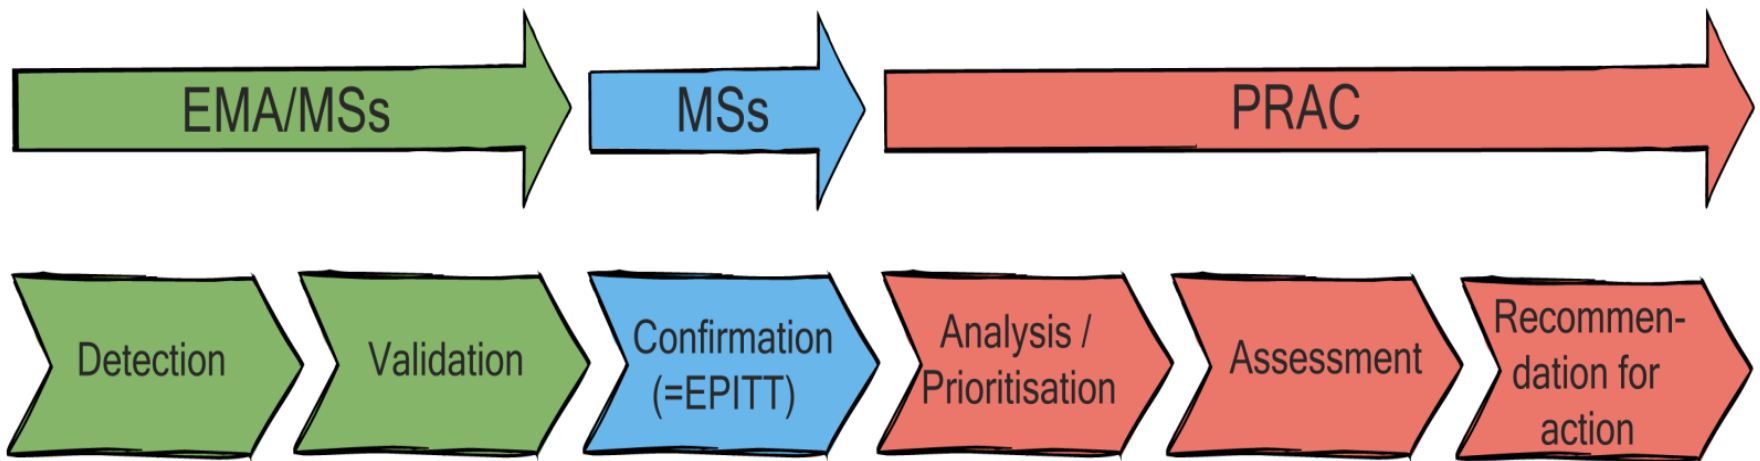 EMA/MSs
MSs
PRAC
Detection
Validation
Confirmation
(=EPITT)
Analysis /
Prioritisation
Assessment
Recommen-
dation for
action